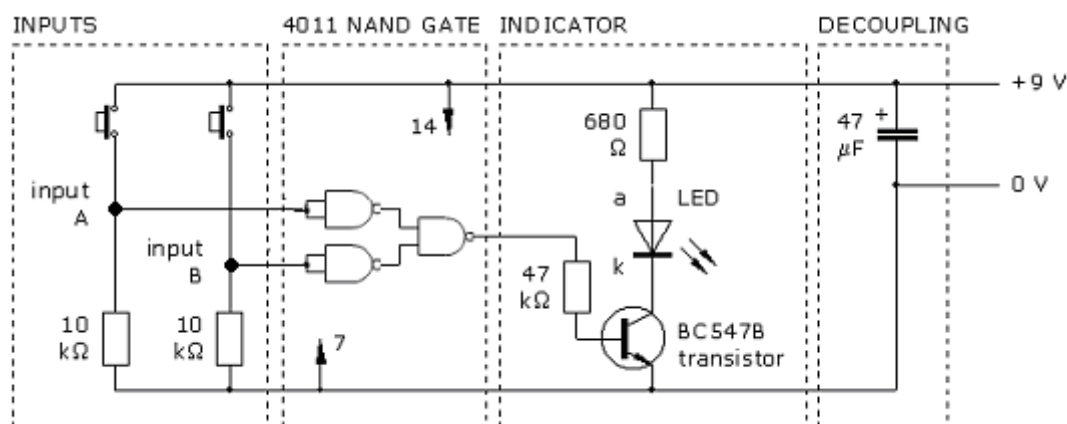 INPUTS
4011 NAND GATE
INDICATOR
DECOUPLING
+9 V
14
680
Ω
47
µF
+
0 V
input
A
a
LED
input
B
k
47
kΩ
10
kΩ
10
kΩ
7
BC547B
transistor